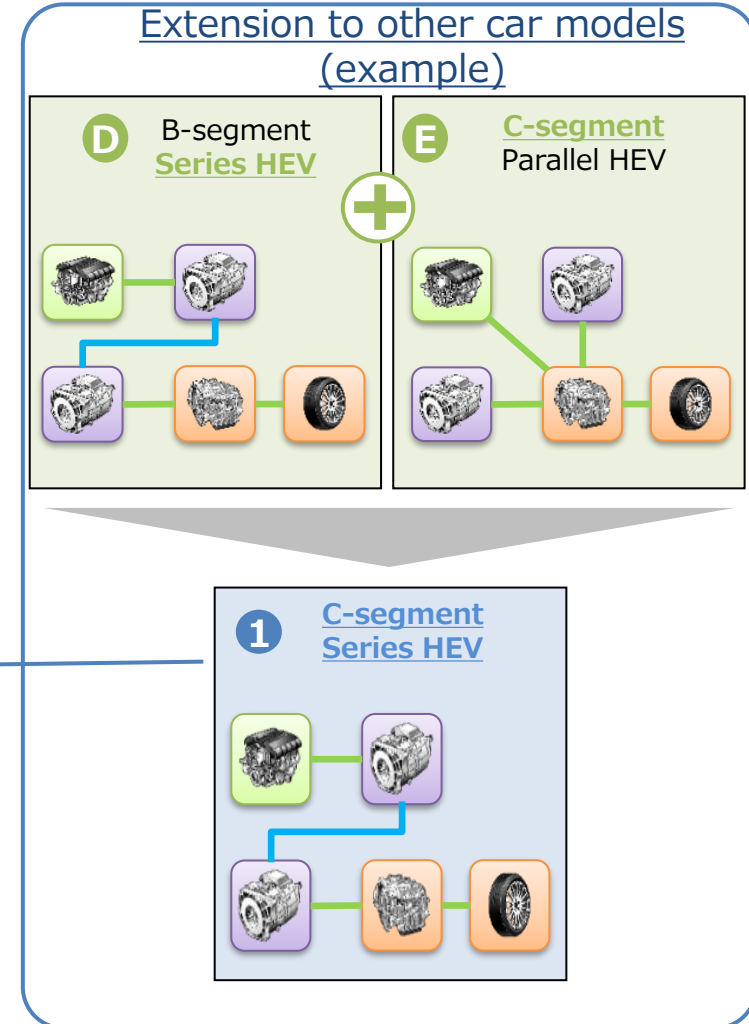 Extension to other car models
(example)
D
B-segment
Series HEV
E
C-segment
Parallel HEV
1
C-segment
Series HEV